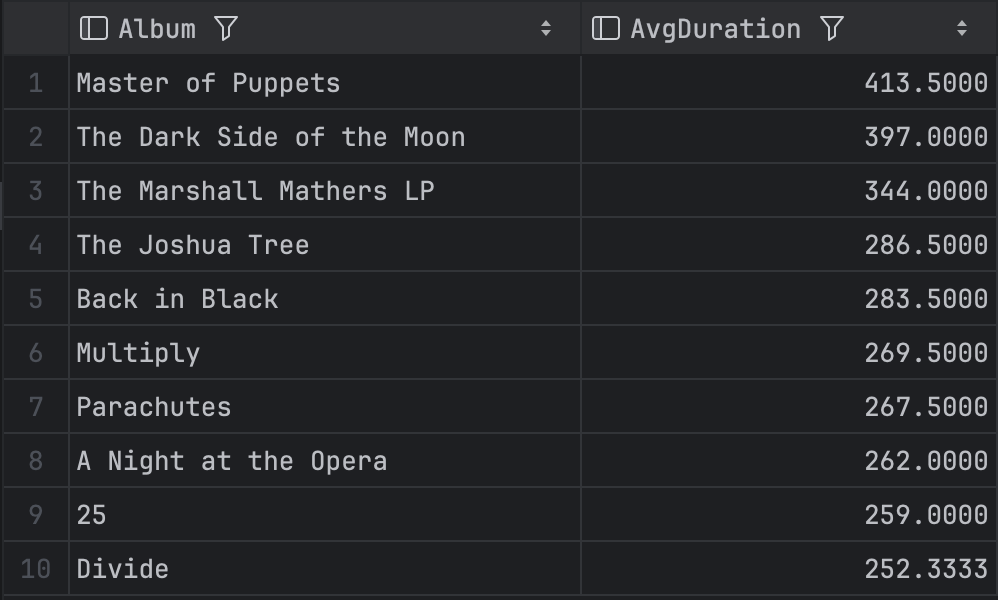 Album AvgDuration
1 Master of Puppets 413.5000
2 The Dark Side of the Moon 397.0000
3 The Marshall Mathers LP 344.0000
4 The Joshua Tree 286.5000
5 Back in Black 283.5000
6 Multiply 269.5000
7 Parachutes 267.5000
8 A Night at the Opera 262.0000
9 25 259.0000
10 Divide 252.3333